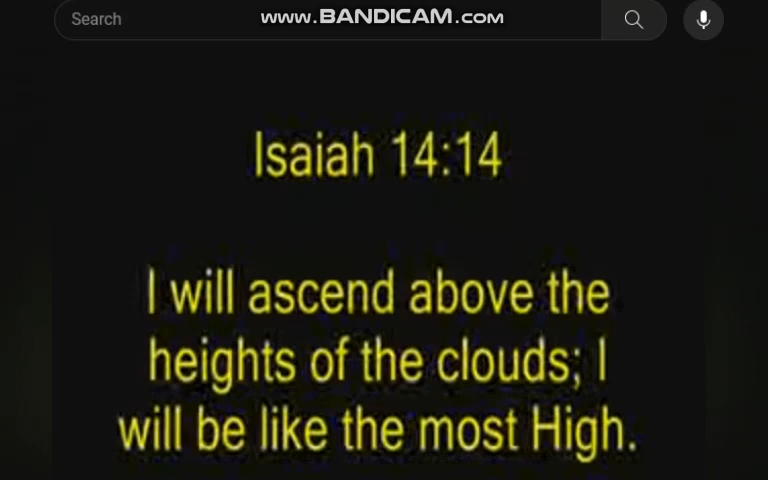 Search
www.BANDICAM.com
Isaiah 14:14
I will ascend above the
heights of the clouds; I
will be like the most High.